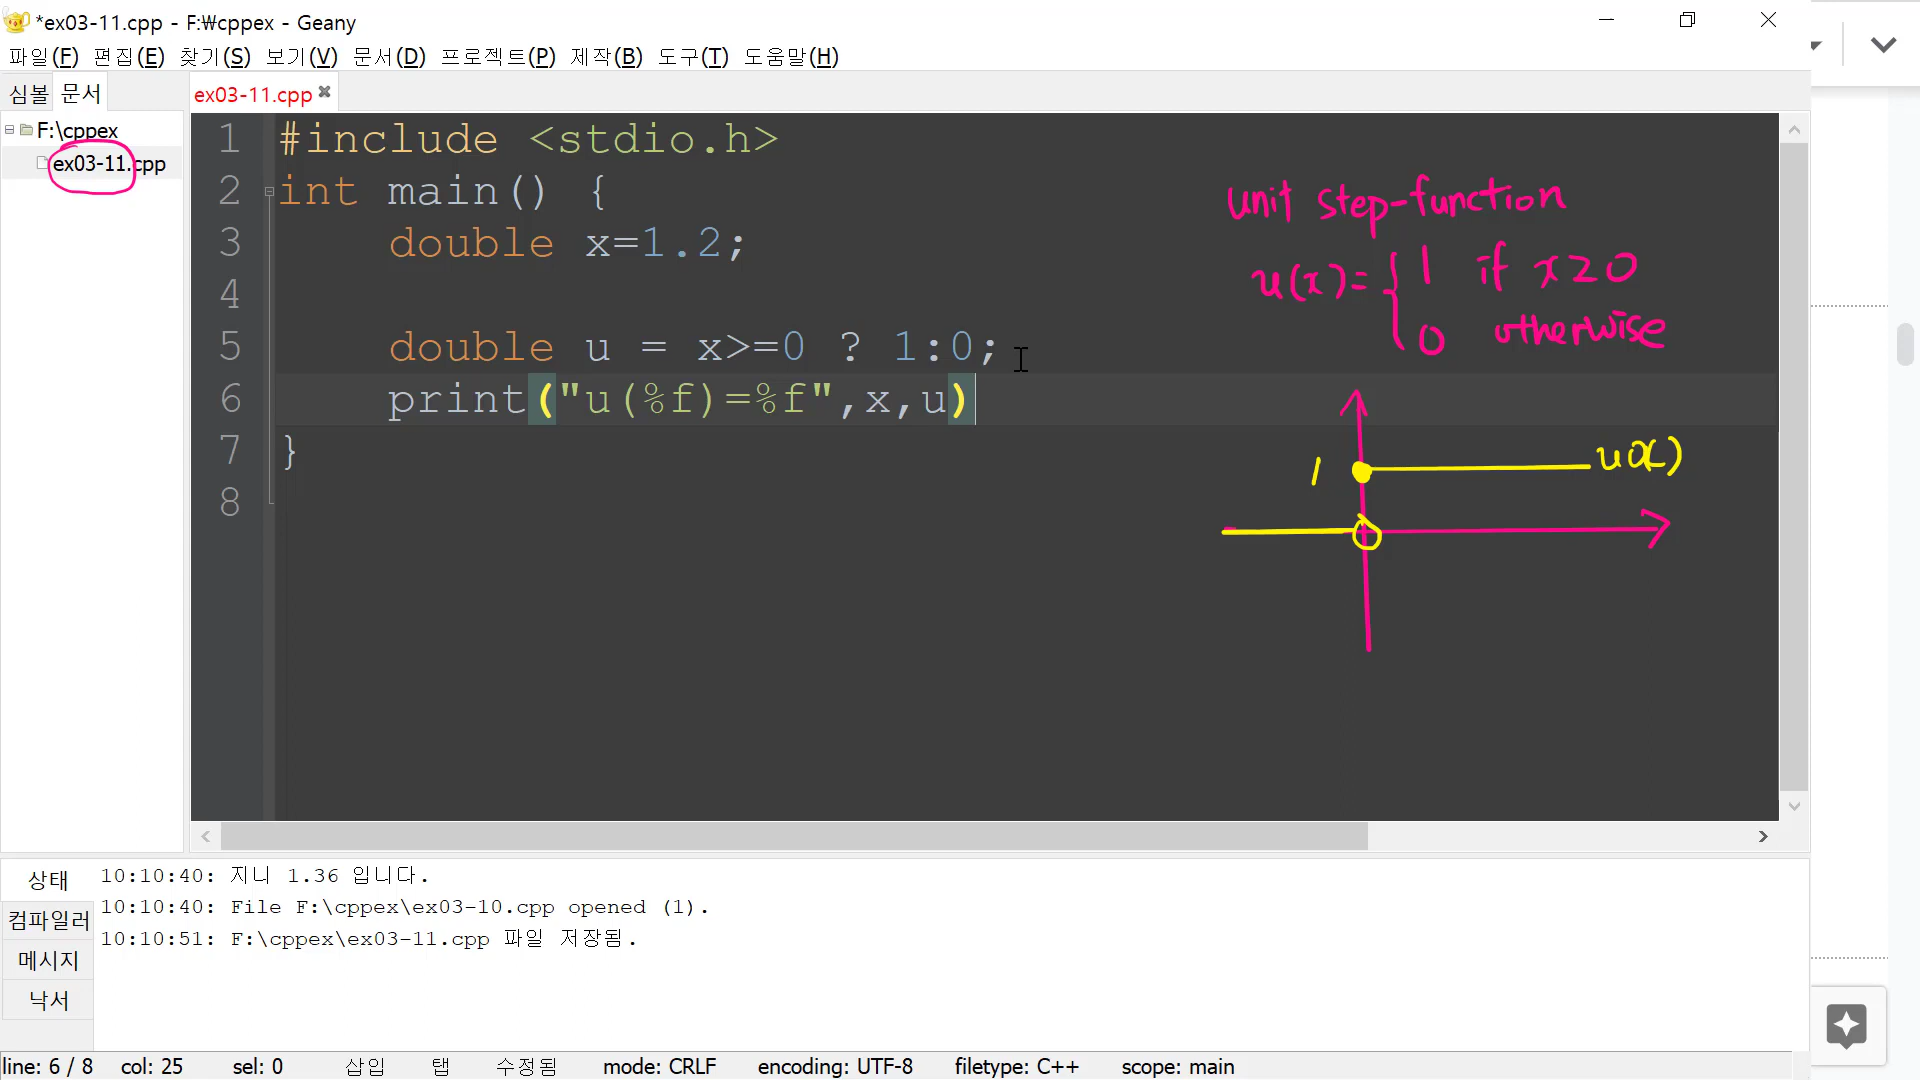 *ex03-11.cpp - F:₩cppex - Geany
파일(F) 편집(E) 찾기(S) 보기(V) 문서(D) 프로젝트(P) 제작(B) 도구(T) 도움말(H)
심볼 문서
ex03-11.cpp
F:\cppex
ex03-11.cpp
1 #include <stdio.h>
2 int main() {
3 double x=1.2;
4
5 double u = x>=0 ? 1:0;
6 print("u(%f)=%f",x,u)
7 }
8
unit step-function
u(x)= { 1 if x≥0
0 otherwise
1
u(x)
상태
컴파일러
메시지
낙서
10:10:40: 지니 1.36 입니다.
10:10:40: File F:\cppex\ex03-10.cpp opened (1).
10:10:51: F:\cppex\ex03-11.cpp 파일 저장됨.
line: 6 / 8 col: 25 sel: 0 삽입 탭 수정됨 mode: CRLF encoding: UTF-8 filetype: C++ scope: main